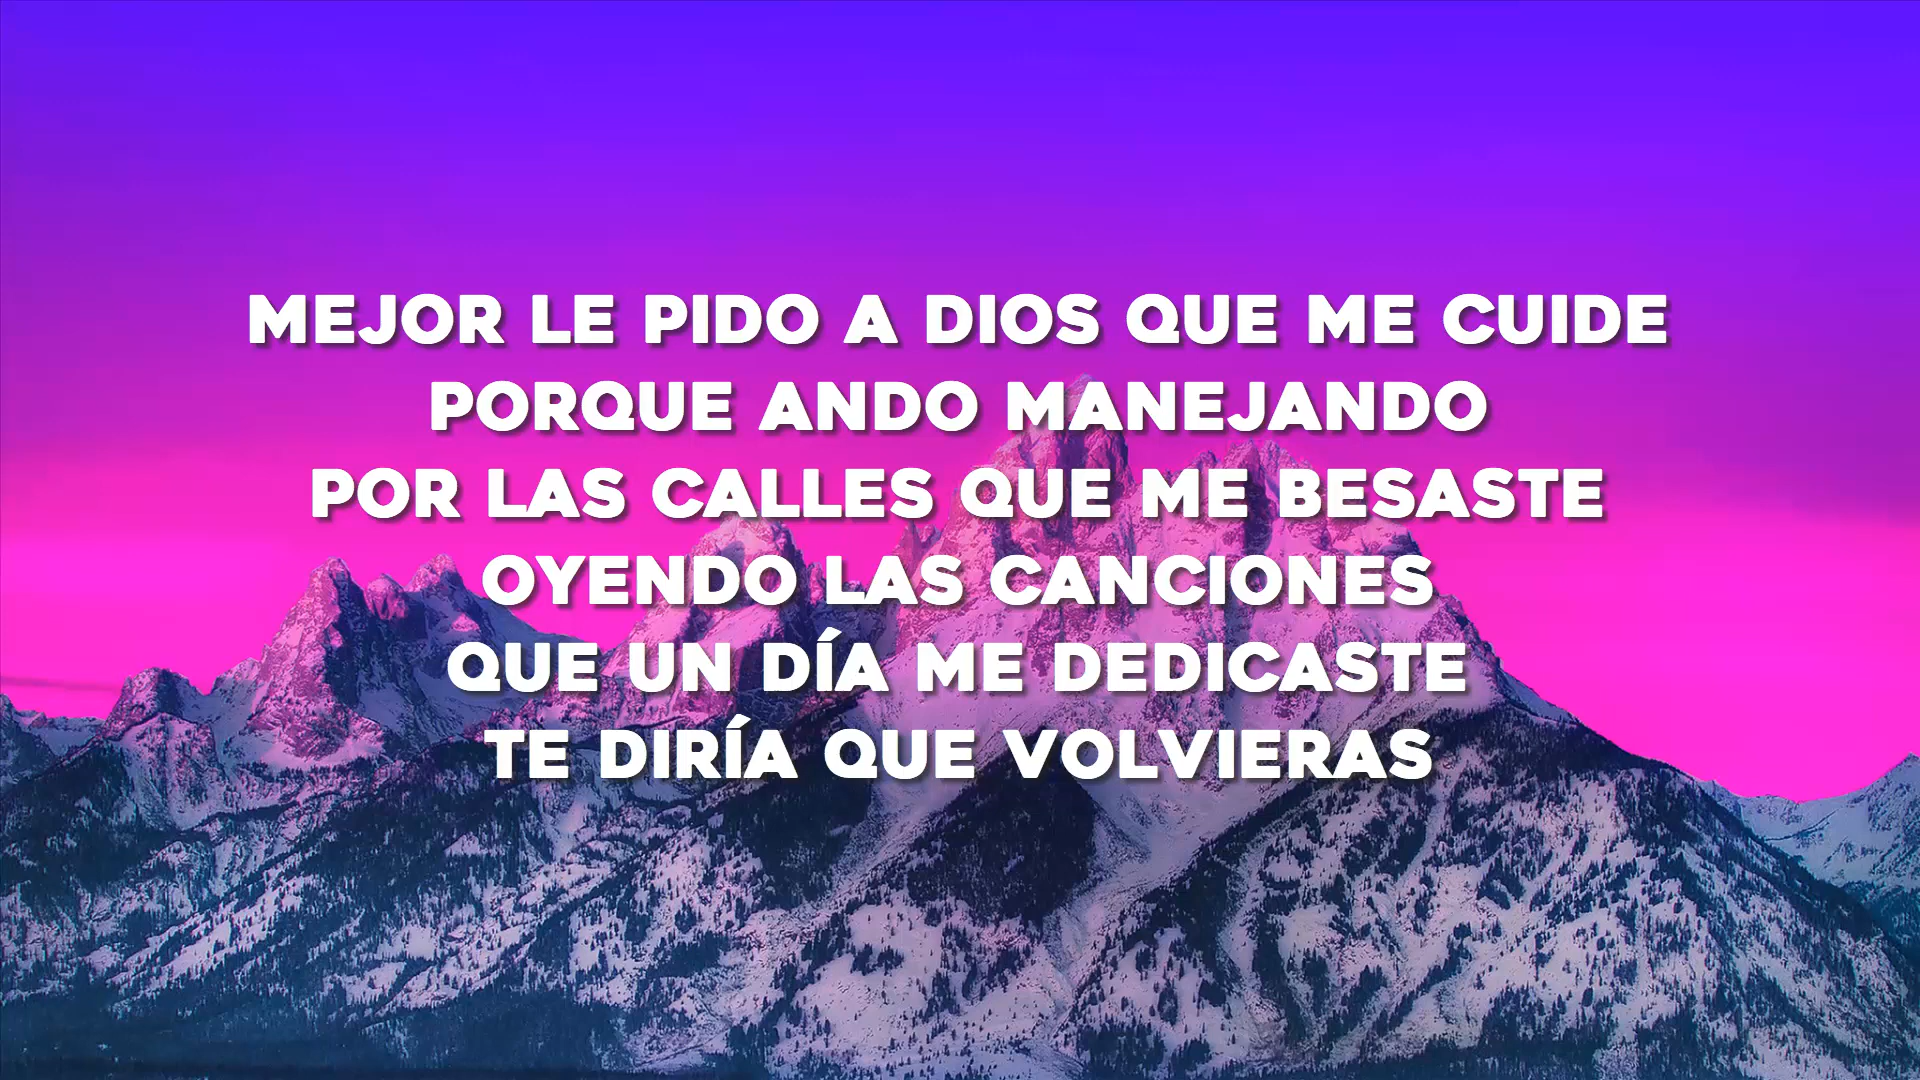 MEJOR LE PIDO A DIOS QUE ME CUIDE
PORQUE ANDO MANEJANDO
POR LAS CALLES QUE ME BESASTE
OYENDO LAS CANCIONES
QUE UN DÍA ME DEDICASTE
TE DIRÍA QUE VOLVIERAS